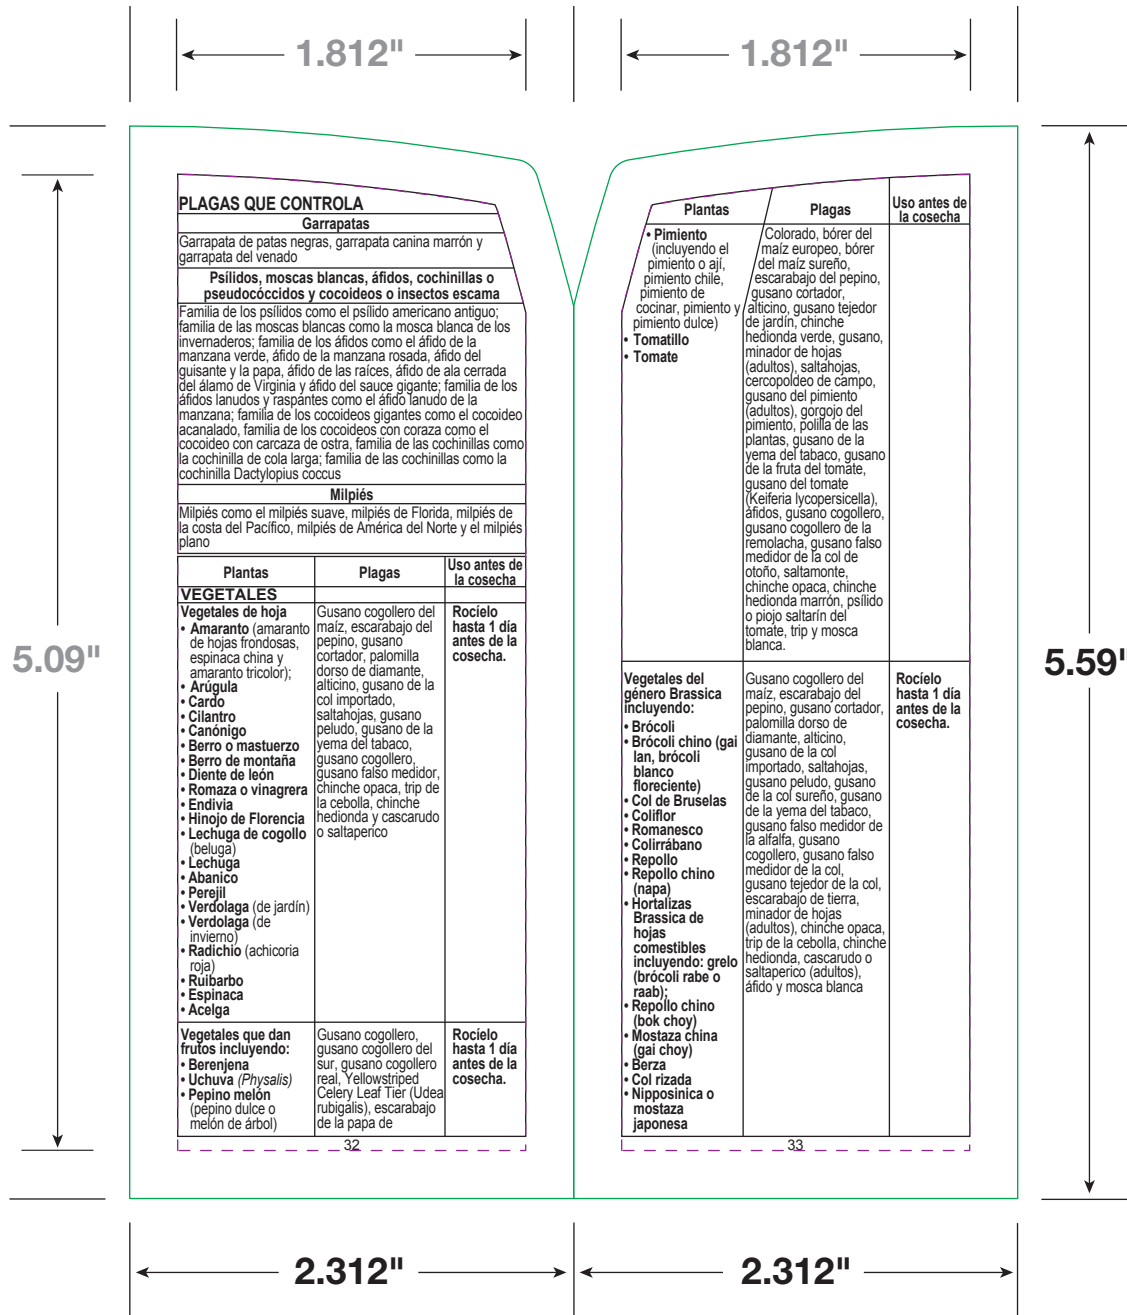 1.812"
1.812"
5.09"
5.59"
PLAGAS QUE CONTROLA
Garrapatas
Garrapata de patas negras, garrapata canina marrón y
garrapata del venado
Psílidos, moscas blancas, áfidos, cochinillas o
pseudocóccidos y cocoideos o insectos escama
Familia de los psílidos como el psílido americano antiguo;
familia de las moscas blancas como la mosca blanca de los
invernaderos; familia de los áfidos como el áfido de la
manzana verde, áfido de la manzana rosada, áfido del
guisante y la papa, áfido de las raíces, áfido de ala cerrada
del álamo de Virginia y áfido del sauce gigante; familia de los
áfidos lanudos y raspantes como el áfido lanudo de la
manzana; familia de los cocoideos gigantes como el cocoideo
acanalado, familia de los cocoideos con coraza como el
cocoideo con carcaza de ostra, familia de las cochinillas como
la cochinilla de cola larga; familia de las cochinillas como la
cochinilla Dactylopius coccus
Milpiés
Milpiés como el milpiés suave, milpiés de Florida, milpiés de
la costa del Pacífico, milpiés de América del Norte y el milpiés
plano
Plantas
Plagas
Uso antes de
la cosecha
VEGETALES
Vegetales de hoja
• Amaranto (amaranto
de hojas frondosas,
espinaca china y
amaranto tricolor);
• Arúgula
• Cardo
• Cilantro
• Canónigo
• Berro o mastuerzo
• Berro de montaña
• Diente de león
• Romaza o vinagrera
• Endivia
• Hinojo de Florencia
• Lechuga de cogollo
(beluga)
• Lechuga
• Abanico
• Perejil
• Verdolaga (de jardín)
• Verdolaga (de
invierno)
• Radichio (achicoria
roja)
• Ruibarbo
• Espinaca
• Acelga
Gusano cogollero del
maíz, escarabajo del
pepino, gusano
cortador, palomilla
dorso de diamante,
alticino, gusano de la
col importado,
saltahojas, gusano
peludo, gusano de la
yema del tabaco,
gusano cogollero,
gusano falso medidor,
chinche opaca, trip de
la cebolla, chinche
hedionda y cascarudo
o saltaperico
Rocíelo
hasta 1 día
antes de la
cosecha.
Vegetales que dan
frutos incluyendo:
• Berenjena
• Uchuva (Physalis)
• Pepino melón
(pepino dulce o
melón de árbol)
Gusano cogollero,
gusano cogollero del
sur, gusano cogollero
real, Yellowstriped
Celery Leaf Tier (Udea
rubigalis), escarabajo
de la papa de
Rocíelo
hasta 1 día
antes de la
cosecha.
32
Plantas
Plagas
Uso antes de
la cosecha
• Pimiento
(incluyendo el
pimiento o ají,
pimiento chile,
pimiento de
cocinar, pimiento y
pimiento dulce)
• Tomatillo
• Tomate
Colorado, bórer del
maíz europeo, bórer
del maíz sureño,
escarabajo del pepino,
gusano cortador,
alticino, gusano tejedor
de jardín, chinche
hedionda verde, gusano,
minador de hojas
(adultos), saltahojas,
cercopoldeo de campo,
gusano del pimiento
(adultos), gorgojo del
pimiento, polilla de las
plantas, gusano de la
yema del tabaco, gusano
de la fruta del tomate,
gusano del tomate
(Keiferia lycopersicella),
áfidos, gusano cogollero,
gusano cogollero de la
remolacha, gusano falso
medidor de la col de
otoño, saltamonte,
chinche opaca, chinche
hedionda marrón, psílido
o piojo saltarín del
tomate, trip y mosca
blanca.
Vegetales del
género Brassica
incluyendo:
• Brócoli
• Brócoli chino (gai
lan, brócoli
blanco
floreciente)
• Col de Bruselas
• Coliflor
• Romanesco
• Colirrábano
• Repollo
• Repollo chino
(napa)
• Hortalizas
Brassica de
hojas
comestibles
incluyendo: grelo
(brócoli rabe o
raab);
• Repollo chino
(bok choy)
• Mostaza china
(gai choy)
• Berza
• Col rizada
• Nipposinica o
mostaza
japonesa
Gusano cogollero del
maíz, escarabajo del
pepino, gusano cortador,
palomilla dorso de
diamante, alticino,
gusano de la col
importado, saltahojas,
gusano peludo, gusano
de la col sureño, gusano
de la yema del tabaco,
gusano falso medidor de
la alfalfa, gusano
cogollero, gusano falso
medidor de la col,
gusano tejedor de la col,
escarabajo de tierra,
minador de hojas
(adultos), chinche opaca,
trip de la cebolla, chinche
hedionda, cascarudo o
saltaperico (adultos),
áfido y mosca blanca
Rocíelo
hasta 1 día
antes de la
cosecha.
33
2.312"
2.312"